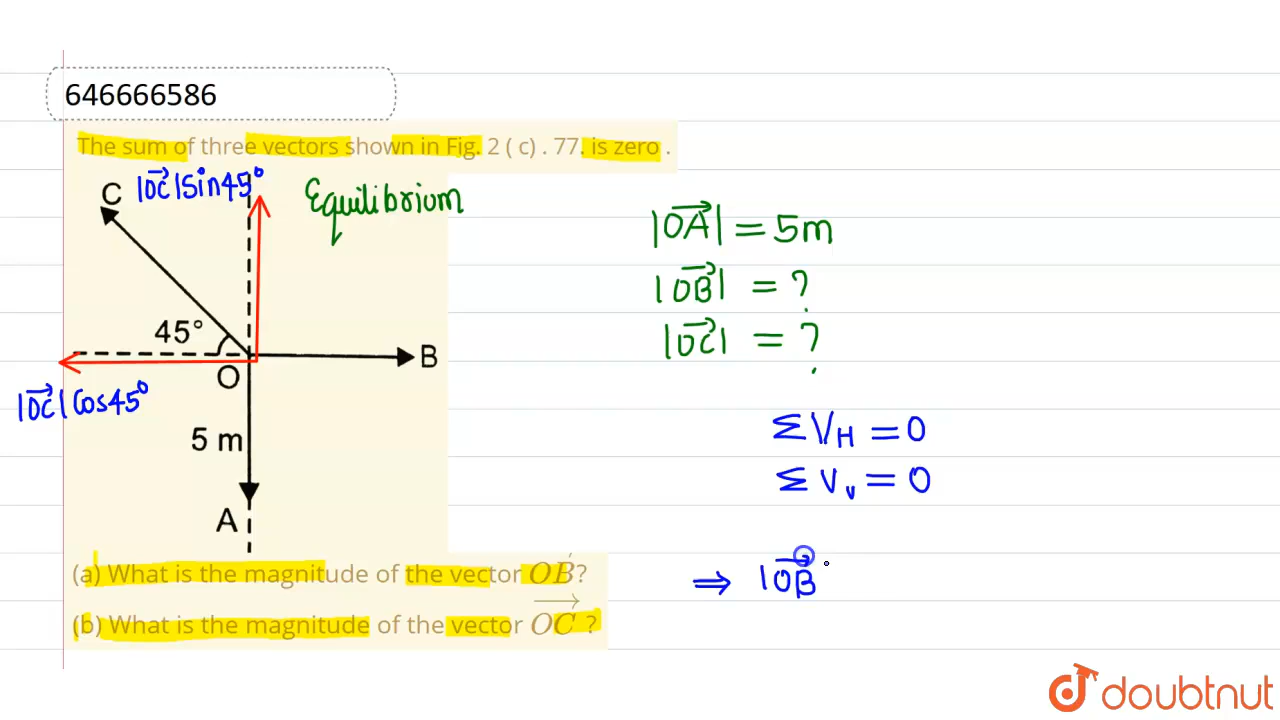 646666586
The sum of three vectors shown in Fig. 2 ( c) . 77. is zero .
C
|OC|Sin45°
Equilibrium
45°
O
B
|OC|Cos45°
5 m
A
|OA| = 5m
|OB| = ?
|OC| = ?
ΣV_H = 0
ΣV_v = 0
⇒ |OB
(a) What is the magnitude of the vector OB?
(b) What is the magnitude of the vector OC ?
doubtnut